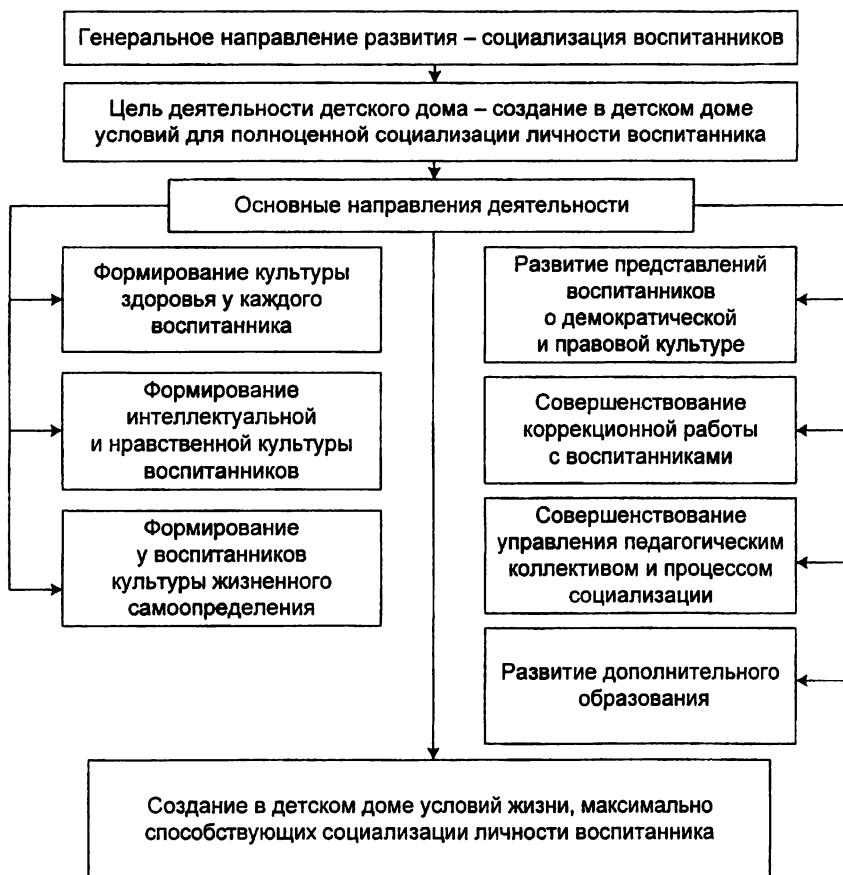 Генеральное направление развития – социализация воспитанников
Цель деятельности детского дома – создание в детском доме
условий для полноценной социализации личности воспитанника
Основные направления деятельности
Формирование культуры
здоровья у каждого
воспитанника
Формирование
интеллектуальной
и нравственной культуры
воспитанников
Формирование
у воспитанников
культуры жизненного
самоопределения
Развитие представлений
воспитанников
о демократической
и правовой культуре
Совершенствование
коррекционной работы
с воспитанниками
Совершенствование
управления педагогическим
коллективом и процессом
социализации
Развитие дополнительного
образования
Создание в детском доме условий жизни, максимально
способствующих социализации личности воспитанника